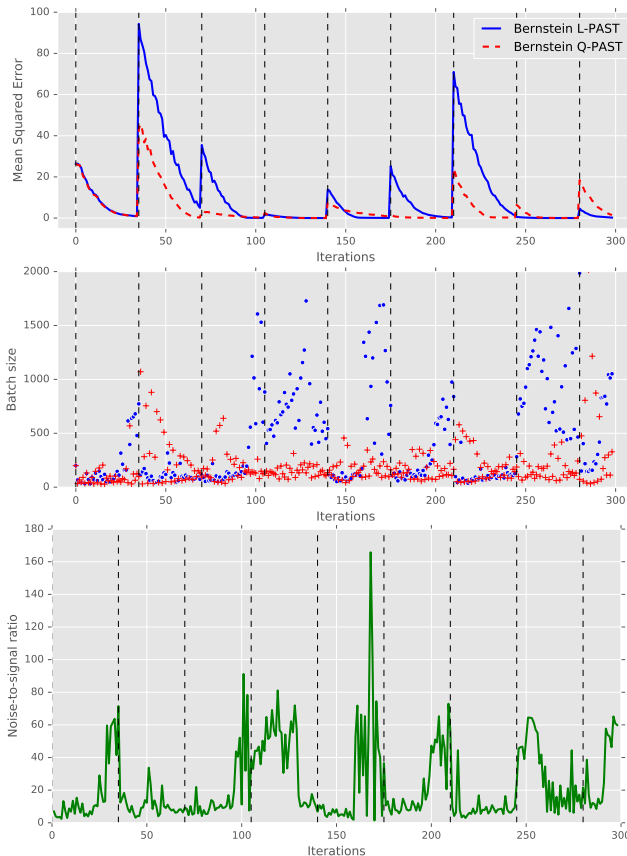 100
80
60
40
20
0
Mean Squared Error
Bernstein L-PAST
Bernstein Q-PAST
0 50 100 150 200 250 300
Iterations
2000
1500
1000
500
0
Batch size
0 50 100 150 200 250 300
Iterations
180
160
140
120
100
80
60
40
20
0
Noise-to-signal ratio
0 50 100 150 200 250 300
Iterations